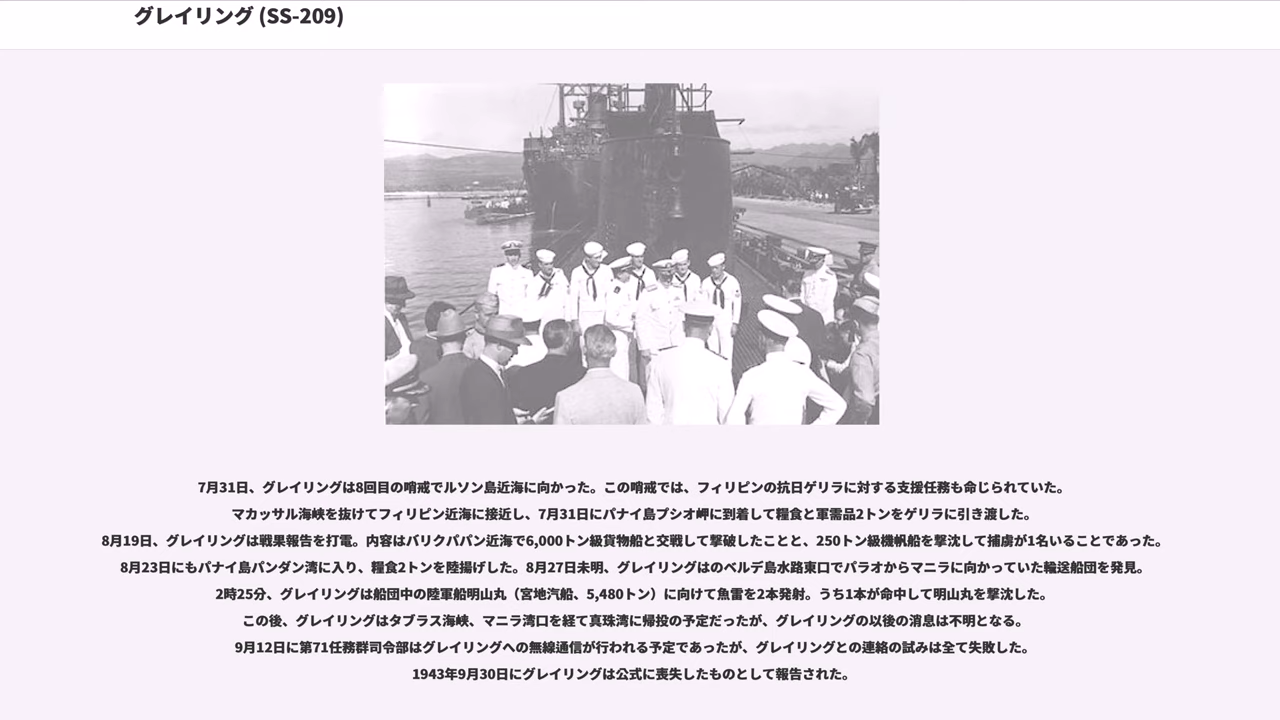 グレイリング (SS-209)
7月31日、グレイリングは8回目の哨戒でルソン島近海に向かった。この哨戒では、フィリピンの抗日ゲリラに対する支援任務も命じられていた。
マカッサル海峡を抜けてフィリピン近海に接近し、7月31日にパナイ島プシオ岬に到着して糧食と軍需品2トンをゲリラに引き渡した。
8月19日、グレイリングは戦果報告を打電。内容はバリクパパン近海で6,000トン級貨物船と交戦して撃破したことと、250トン級機帆船を撃沈して捕虜が1名いることであった。
8月23日にもパナイ島パンダン湾に入り、糧食2トンを陸揚げした。8月27日未明、グレイリングはのベルデ島水路東口でパラオからマニラに向かっていた輸送船団を発見。
2時25分、グレイリングは船団中の陸軍船明山丸（宮地汽船、5,480トン）に向けて魚雷を2本発射。うち1本が命中して明山丸を撃沈した。
この後、グレイリングはタブラス海峡、マニラ湾口を経て真珠湾に帰投の予定だったが、グレイリングの以後の消息は不明となる。
9月12日に第71任務群司令部はグレイリングへの無線通信が行われる予定であったが、グレイリングとの連絡の試みは全て失敗した。
1943年9月30日にグレイリングは公式に喪失したものとして報告された。